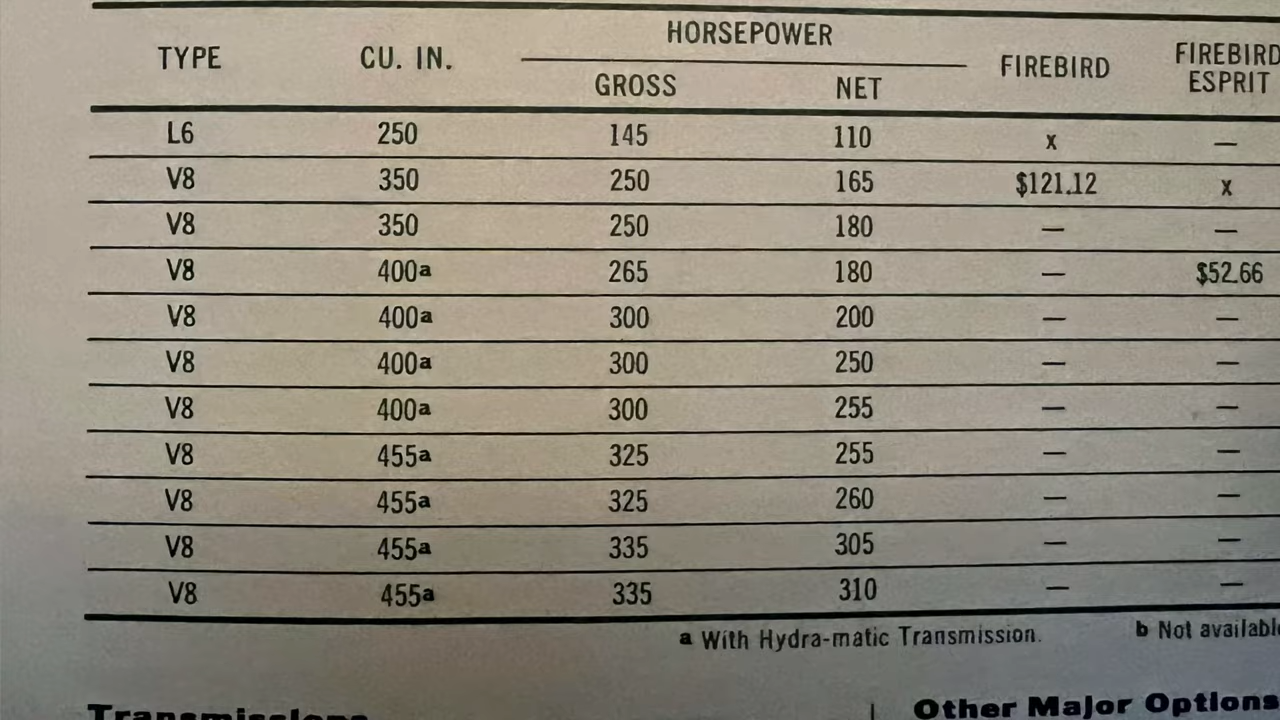 HORSEPOWER
TYPE CU. IN. GROSS NET FIREBIRD FIREBIRD ESPRIT
L6 250 145 110 x —
V8 350 250 165 $121.12 x
V8 350 250 180 — —
V8 400a 265 180 — $52.66
V8 400a 300 200 — —
V8 400a 300 250 — —
V8 400a 300 255 — —
V8 455a 325 255 — —
V8 455a 325 260 — —
V8 455a 335 305 — —
V8 455a 335 310 — —
a With Hydra-matic Transmission. b Not available
Transmissions Other Major Options